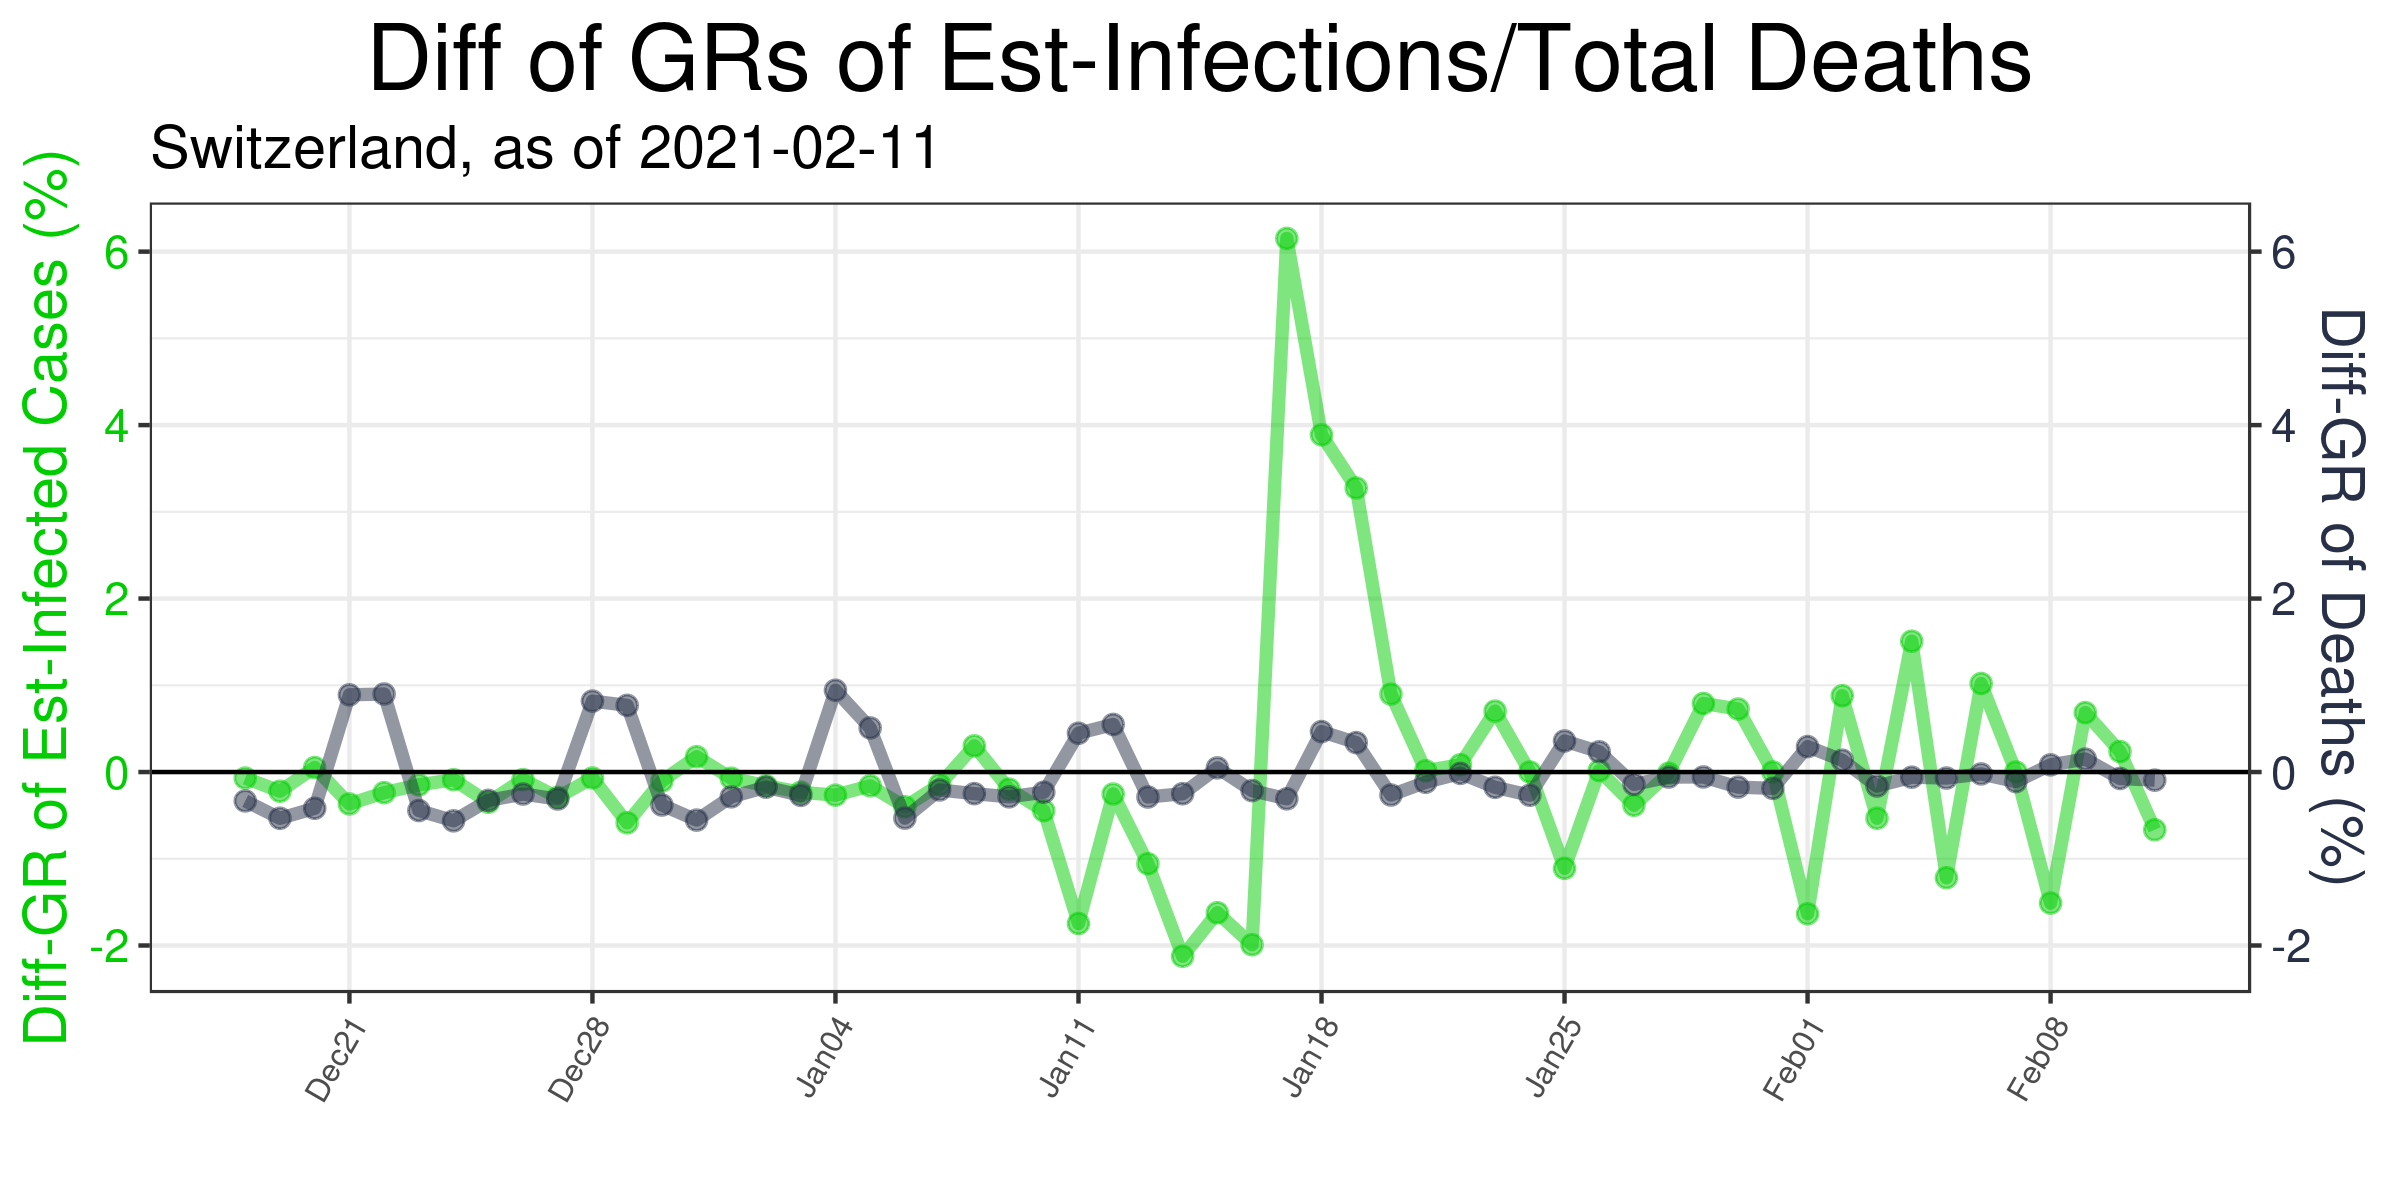 Diff of GRs of Est-Infections/Total Deaths
Switzerland, as of 2021-02-11
Diff-GR of Est-Infected Cases (%)
6
4
2
0
-2
6
4
2
0
-2
Diff-GR of Deaths (%)
Dec21
Dec28
Jan04
Jan11
Jan18
Jan25
Feb01
Feb08